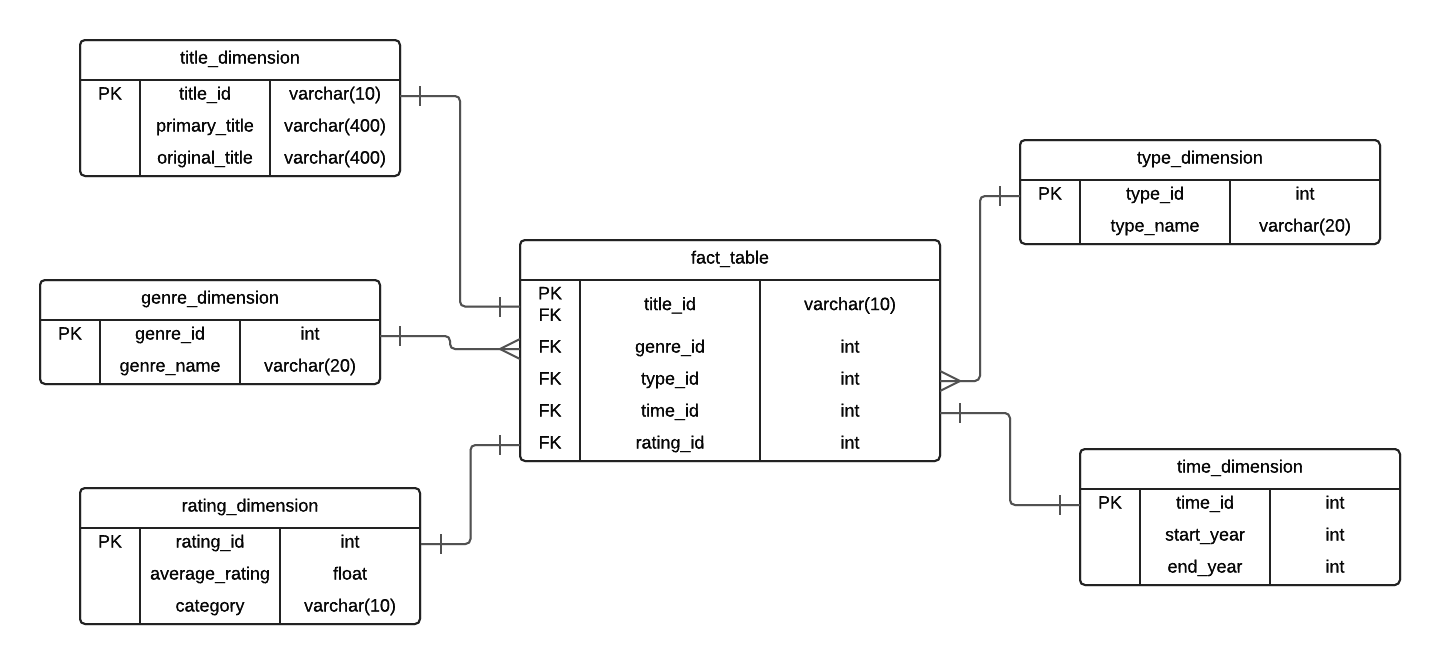 title_dimension
PK title_id varchar(10)
primary_title varchar(400)
original_title varchar(400)
type_dimension
PK type_id int
type_name varchar(20)
fact_table
PK
FK title_id varchar(10)
FK genre_id int
FK type_id int
FK time_id int
FK rating_id int
genre_dimension
PK genre_id int
genre_name varchar(20)
rating_dimension
PK rating_id int
average_rating float
category varchar(10)
time_dimension
PK time_id int
start_year int
end_year int